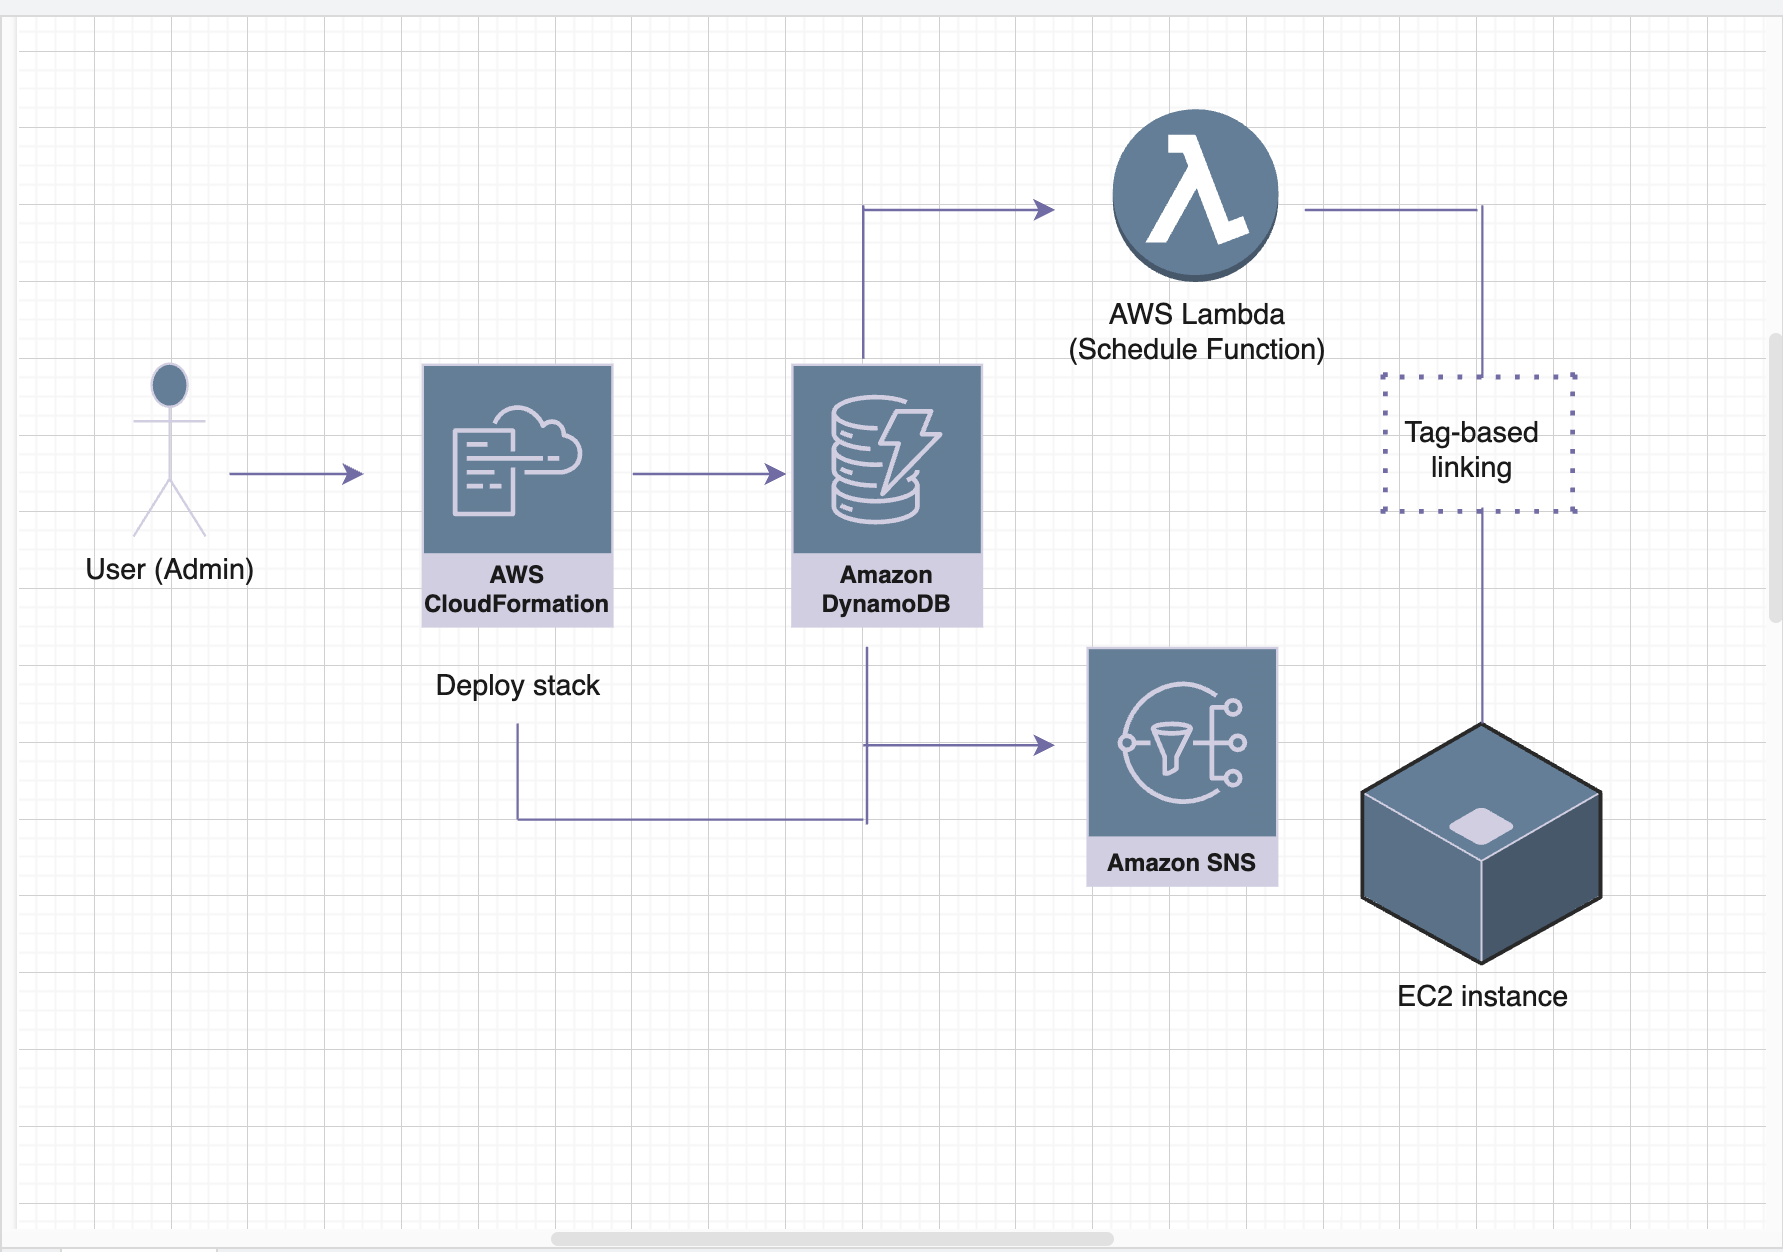 AWS Lambda
(Schedule Function)
Tag-based
linking
User (Admin)
AWS
CloudFormation
Amazon
DynamoDB
Deploy stack
Amazon SNS
EC2 instance